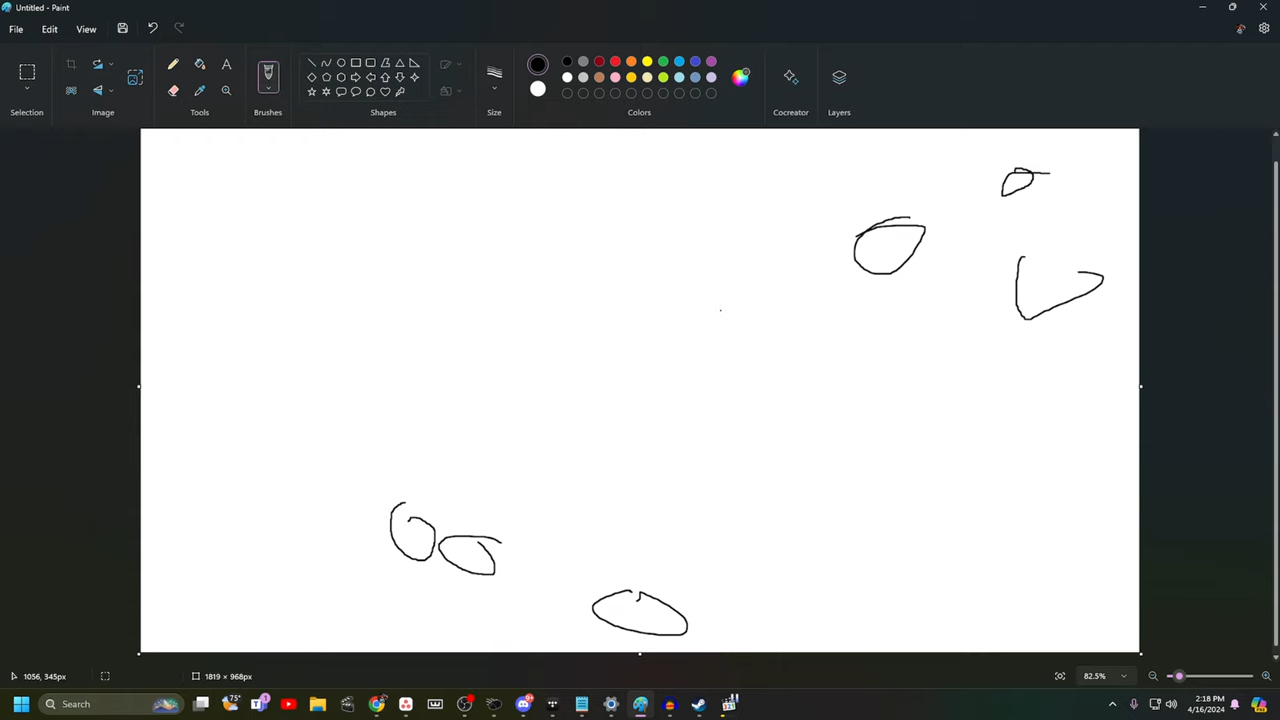 Untitled - Paint
File Edit View
Selection Image Tools Brushes Shapes Size Colors Cocreator Layers
1056, 345px 1819 × 968px 82.5%
Search 75° 2:18 PM
4/16/2024